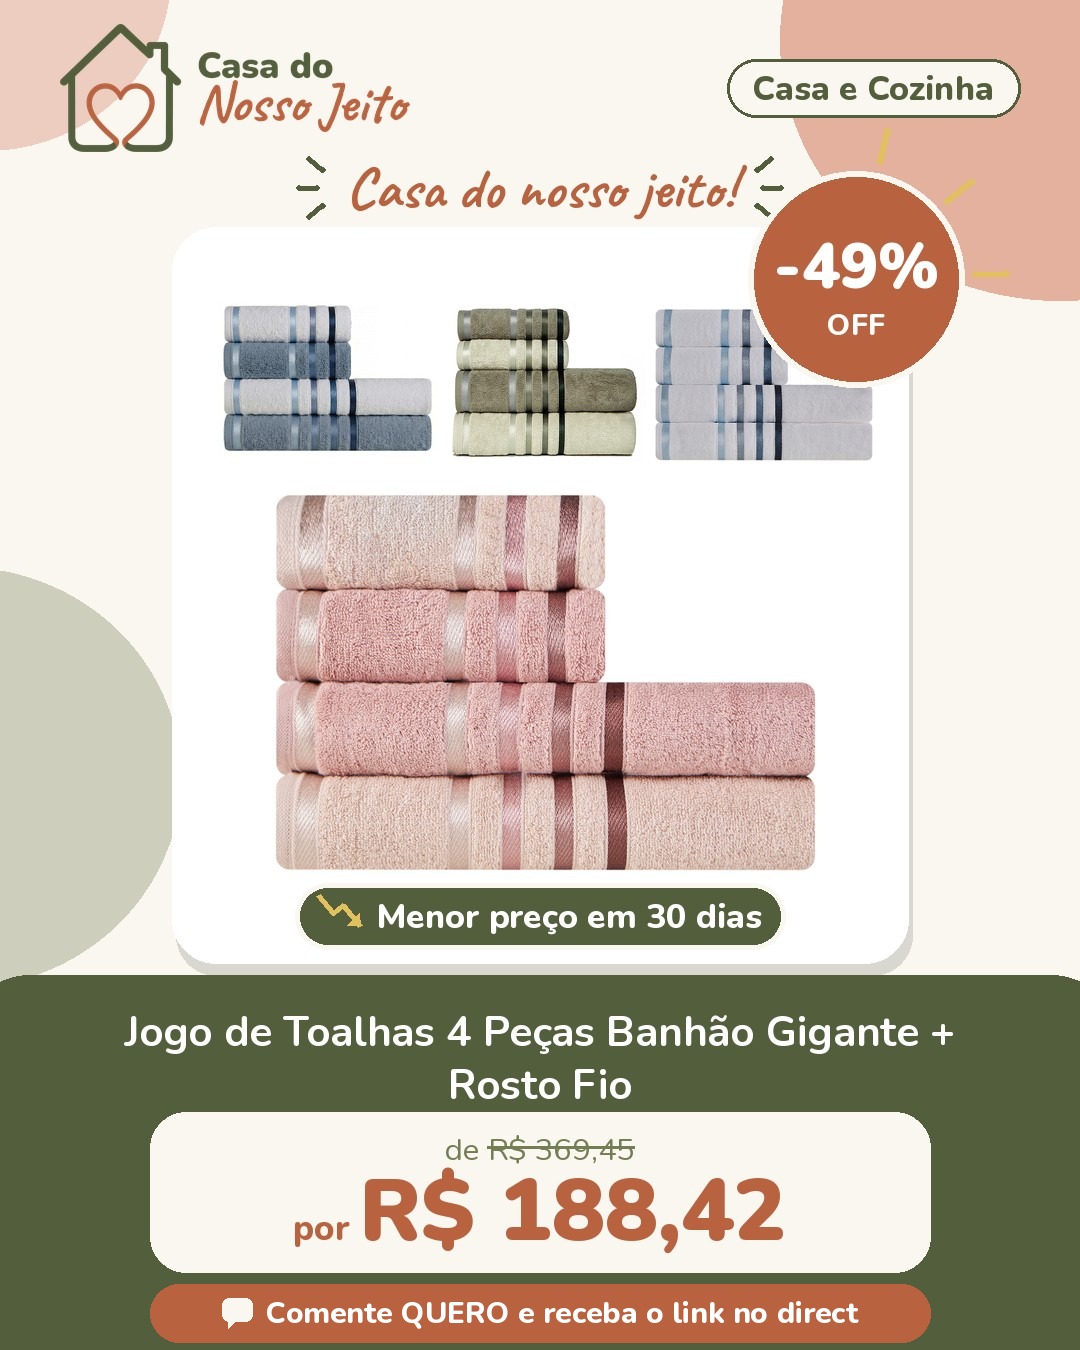 Casa do
Nosso Jeito
Casa e Cozinha
Casa do nosso jeito!
-49%
OFF
Menor preço em 30 dias
Jogo de Toalhas 4 Peças Banhão Gigante +
Rosto Fio
de R$ 369,45
por R$ 188,42
Comente QUERO e receba o link no direct